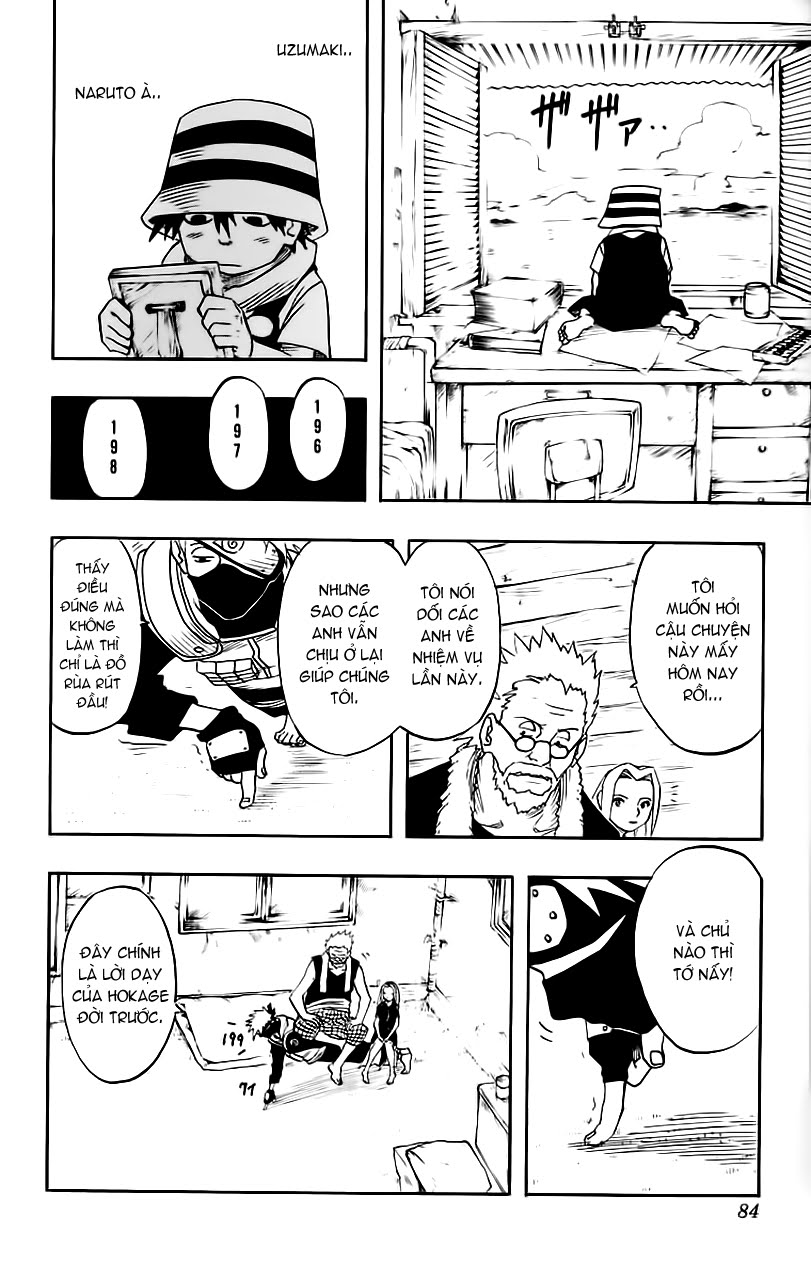 ザザァ..
UZUMAKI..
NARUTO À..
196
197
198
TÔI
MUỐN HỎI
CÂU CHUYỆN
NÀY MẤY
HÔM NAY
RỒI...
TÔI NÓI
DỐI CÁC
ANH VỀ
NHIỆM VỤ
LẦN NÀY.
NHƯNG
SAO CÁC
ANH VẪN
CHỊU Ở LẠI
GIÚP CHÚNG
TÔI.
THẤY
ĐIỀU
ĐÚNG MÀ
KHÔNG
LÀM THÌ
CHỈ LÀ ĐỒ
RÙA RÚT
ĐẦU!
VÀ CHỦ
NÀO THÌ
TỚ NẤY!
ĐÂY CHÍNH
LÀ LỜI DẠY
CỦA HOKAGE
ĐỜI TRƯỚC.
199
84